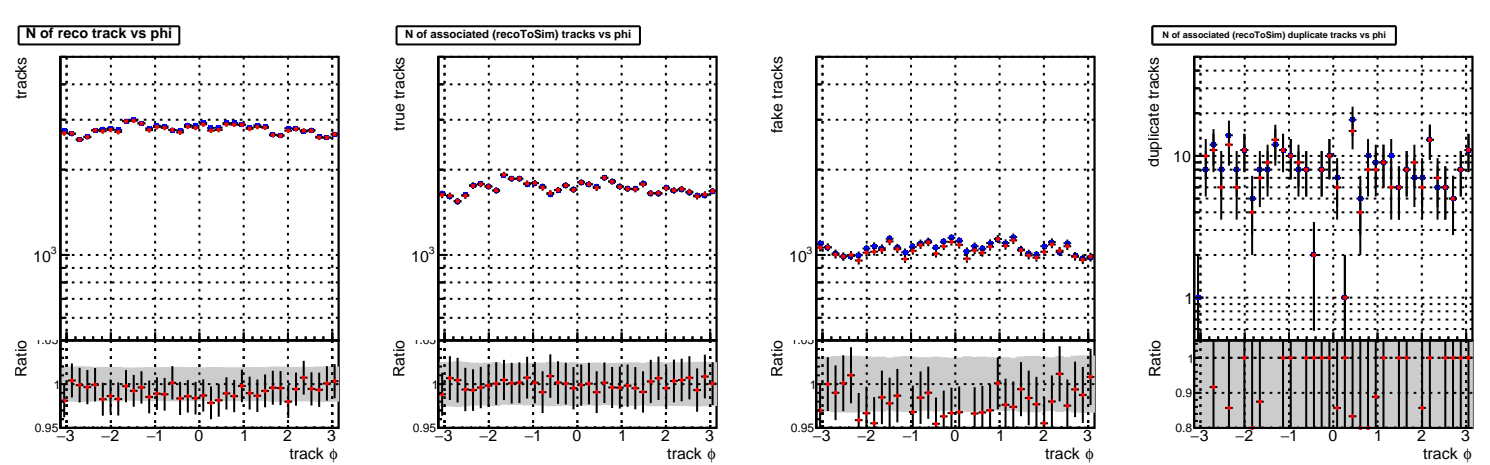 N of reco track vs phi
N of associated (recoToSim) tracks vs phi
N of associated (recoToSim) duplicate tracks vs phi
tracks
10³
Ratio
1
0.95
−3 −2 −1 0 1 2 3
track ϕ
true tracks
10³
Ratio
1
0.95
−3 −2 −1 0 1 2 3
track ϕ
fake tracks
10³
Ratio
1
0.95
−3 −2 −1 0 1 2 3
track ϕ
duplicate tracks
10
1
Ratio
1
0.9
0.8
−3 −2 −1 0 1 2 3
track ϕ